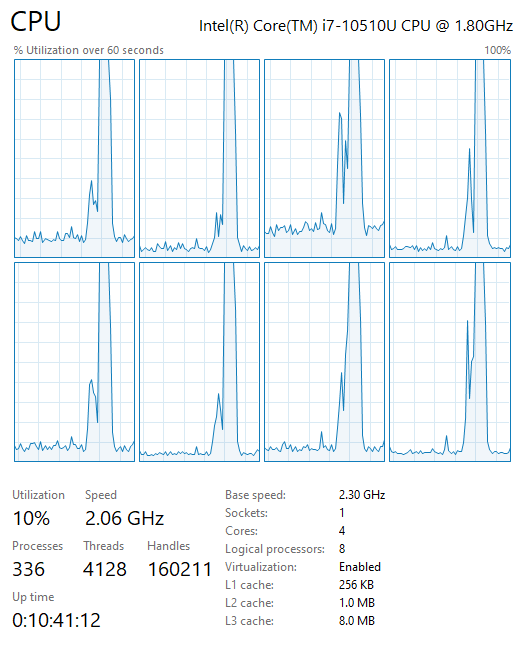 CPU Intel(R) Core(TM) i7-10510U CPU @ 1.80GHz
% Utilization over 60 seconds 100%
Utilization Speed
10% 2.06 GHz
Processes Threads Handles
336 4128 160211
Up time
0:10:41:12
Base speed: 2.30 GHz
Sockets: 1
Cores: 4
Logical processors: 8
Virtualization: Enabled
L1 cache: 256 KB
L2 cache: 1.0 MB
L3 cache: 8.0 MB